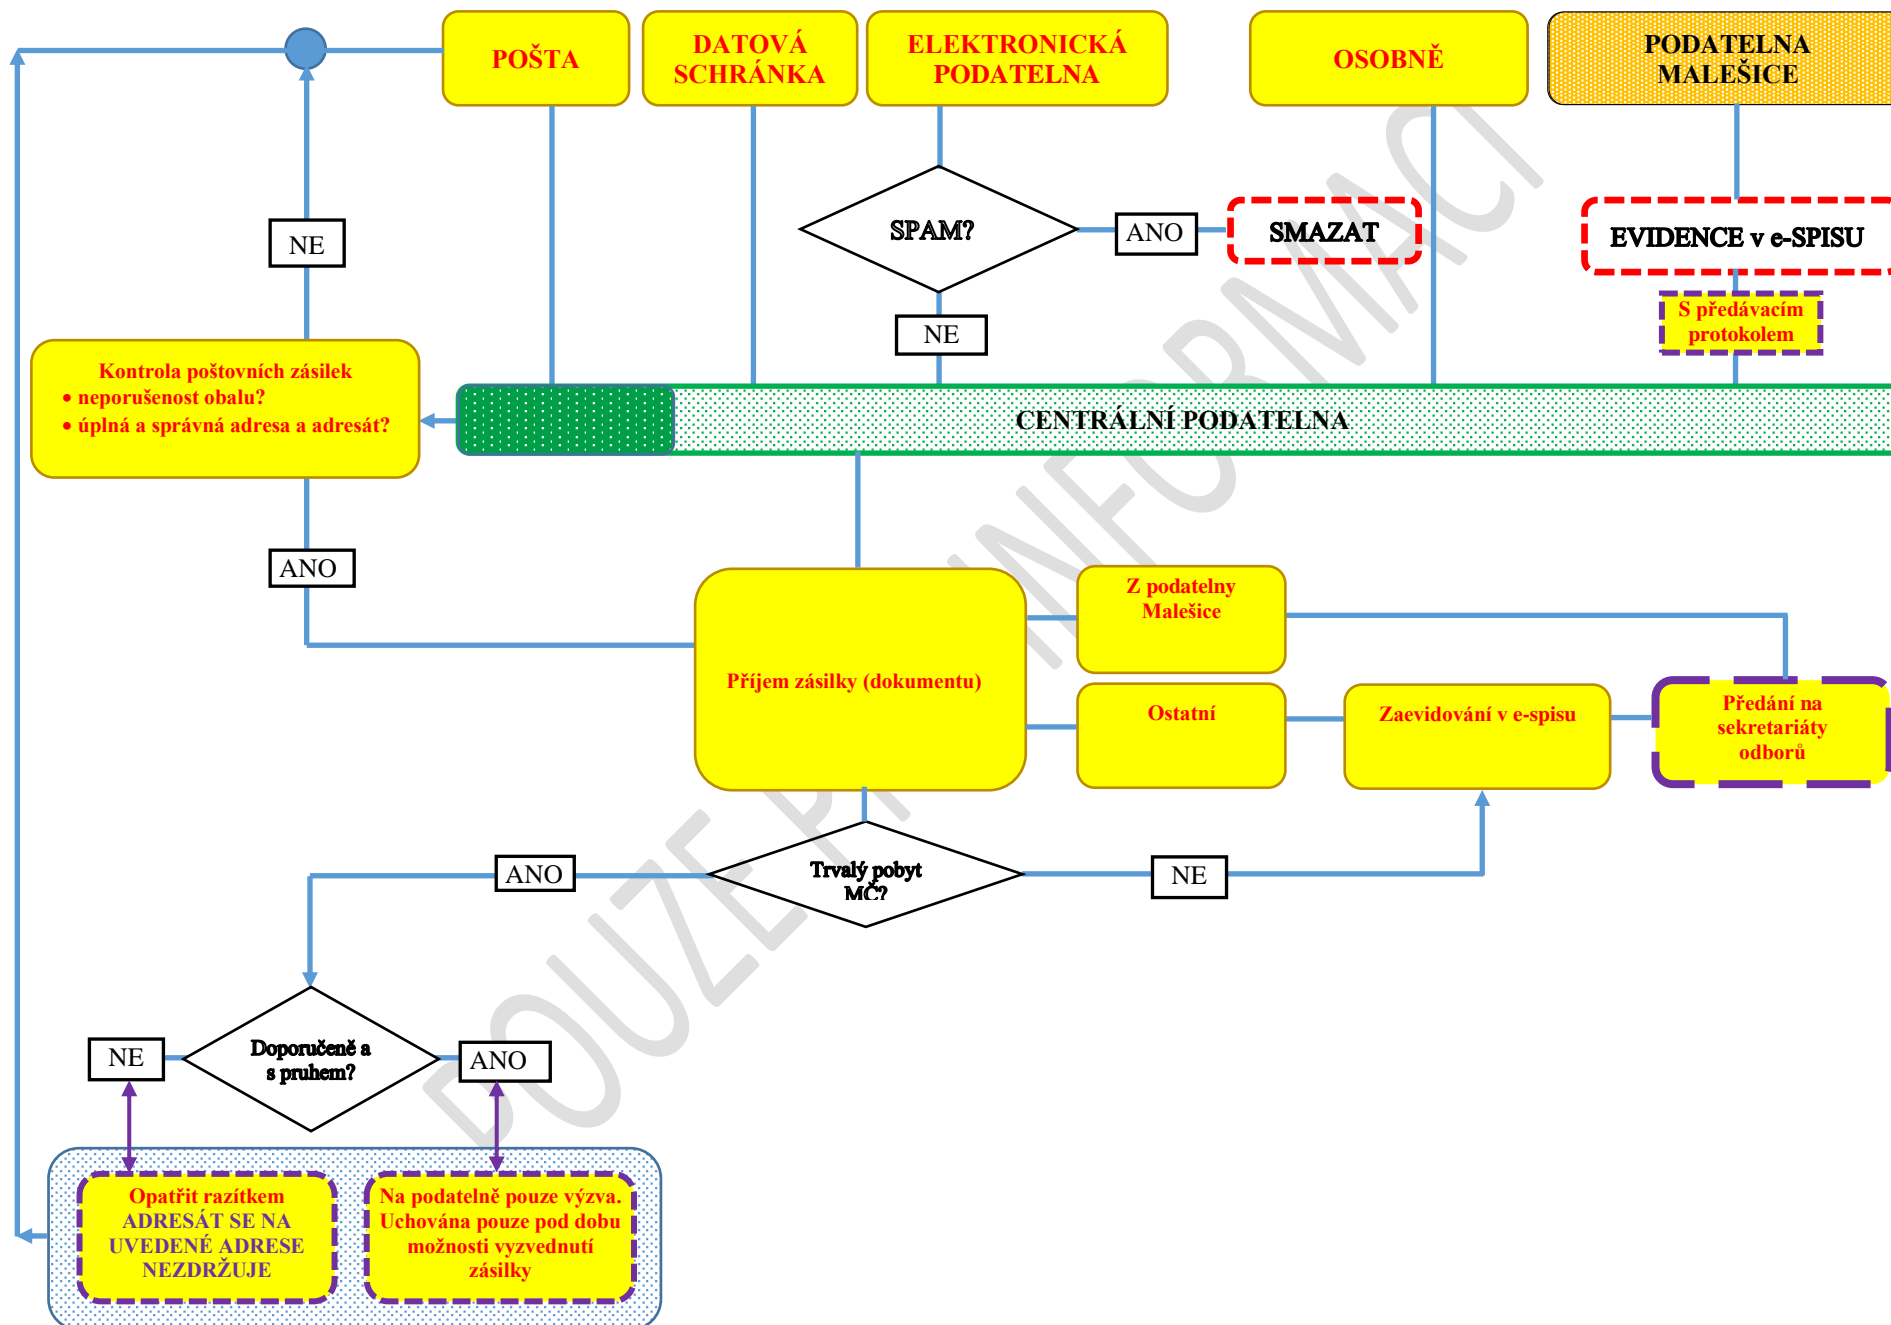 POŠTA
DATOVÁ
SCHRÁNKA
ELEKTRONICKÁ
PODATELNA
OSOBNĚ
PODATELNA
MALEŠICE
NE
SPAM?
ANO
SMAZAT
EVIDENCE v e-SPISU
S předávacím
protokolem
NE
Kontrola poštovních zásilek
• neporušenost obalu?
• úplná a správná adresa a adresát?
CENTRÁLNÍ PODATELNA
ANO
Příjem zásilky (dokumentu)
Z podatelny
Malešice
Ostatní
Zaevidování v e-spisu
Předání na
sekretariáty
odborů
ANO
Trvalý pobyt
MČ?
NE
NE
Doporučeně a
s pruhem?
ANO
Opatřit razítkem
ADRESÁT SE NA
UVEDENÉ ADRESE
NEZDRŽUJE
Na podatelně pouze výzva.
Uchována pouze pod dobu
možnosti vyzvednutí
zásilky